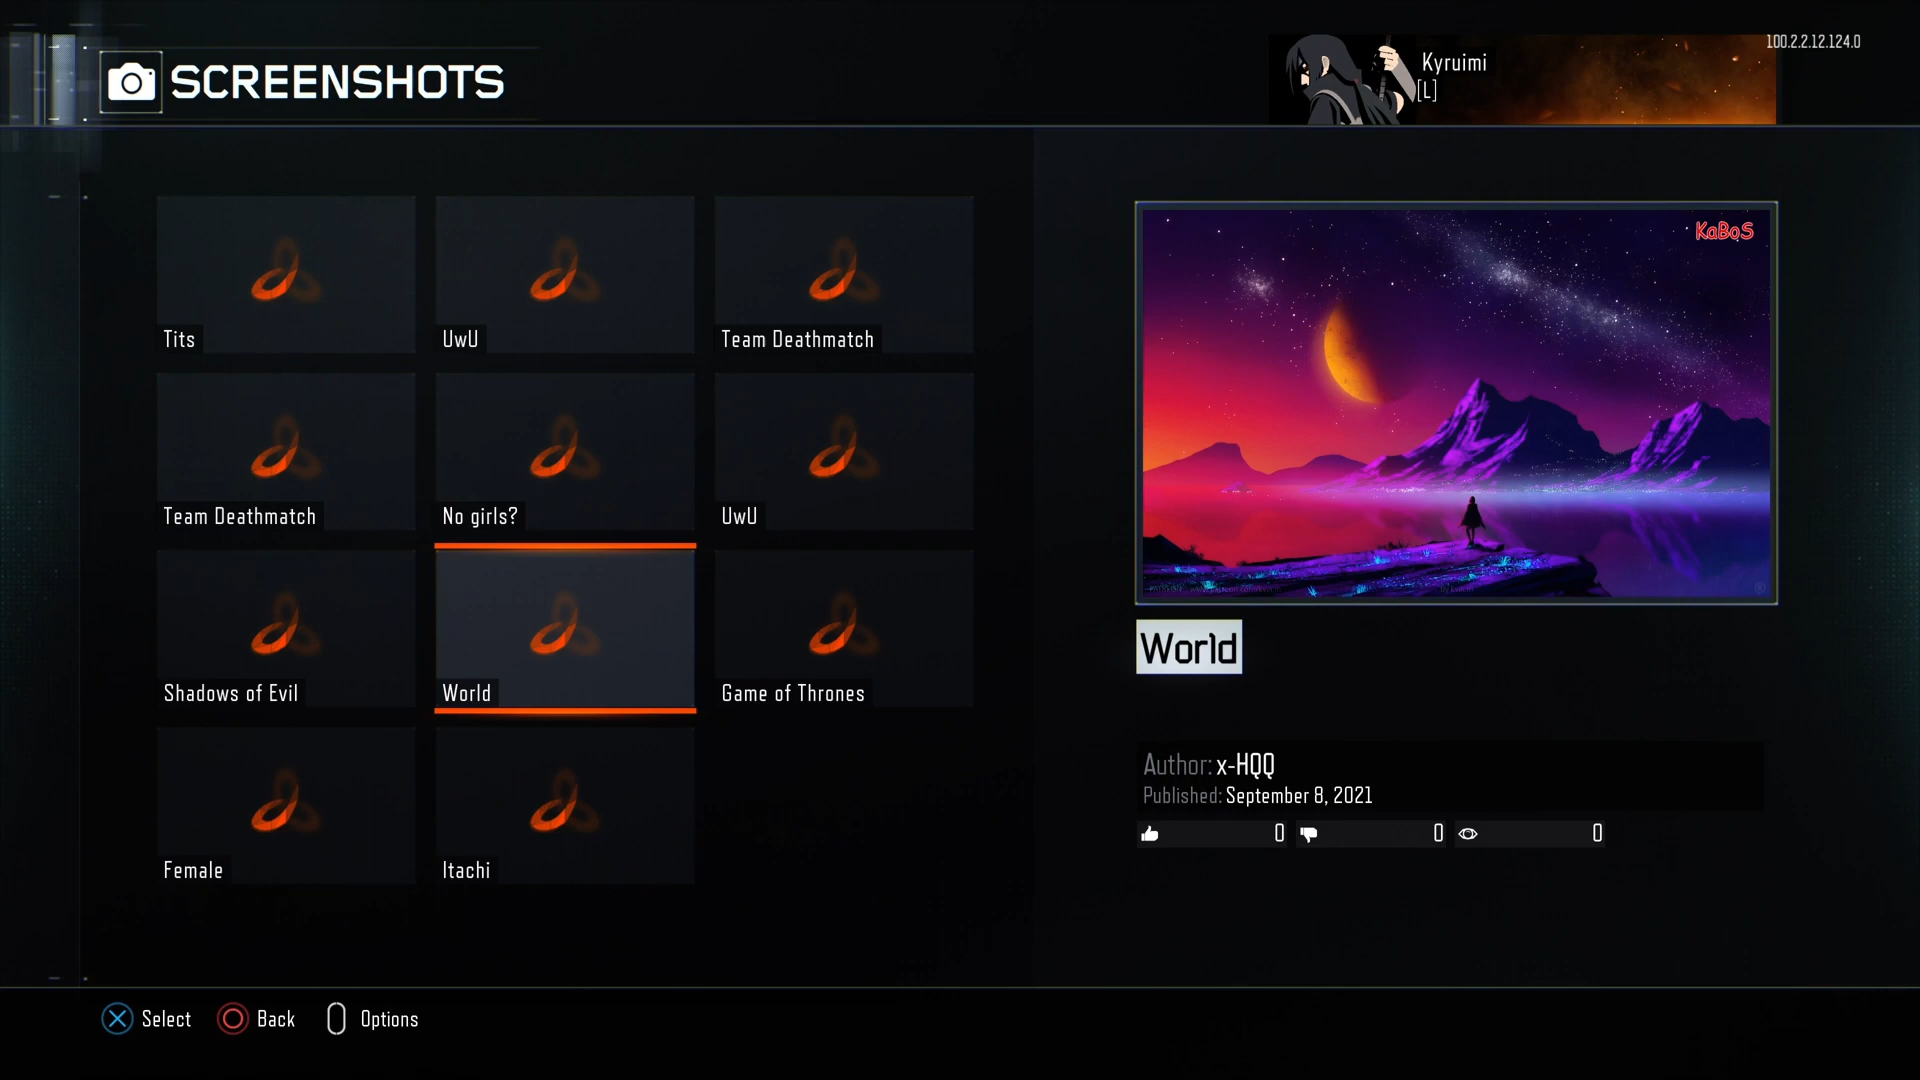 SCREENSHOTS
Kyruimi
[L]
100.2.2.12.124.0
Tits
UwU
Team Deathmatch
Team Deathmatch
No girls?
UwU
Shadows of Evil
World
Game of Thrones
Female
Itachi
KaBoS
World
Author: x-HQQ
Published: September 8, 2021
0
0
0
Select
Back
Options